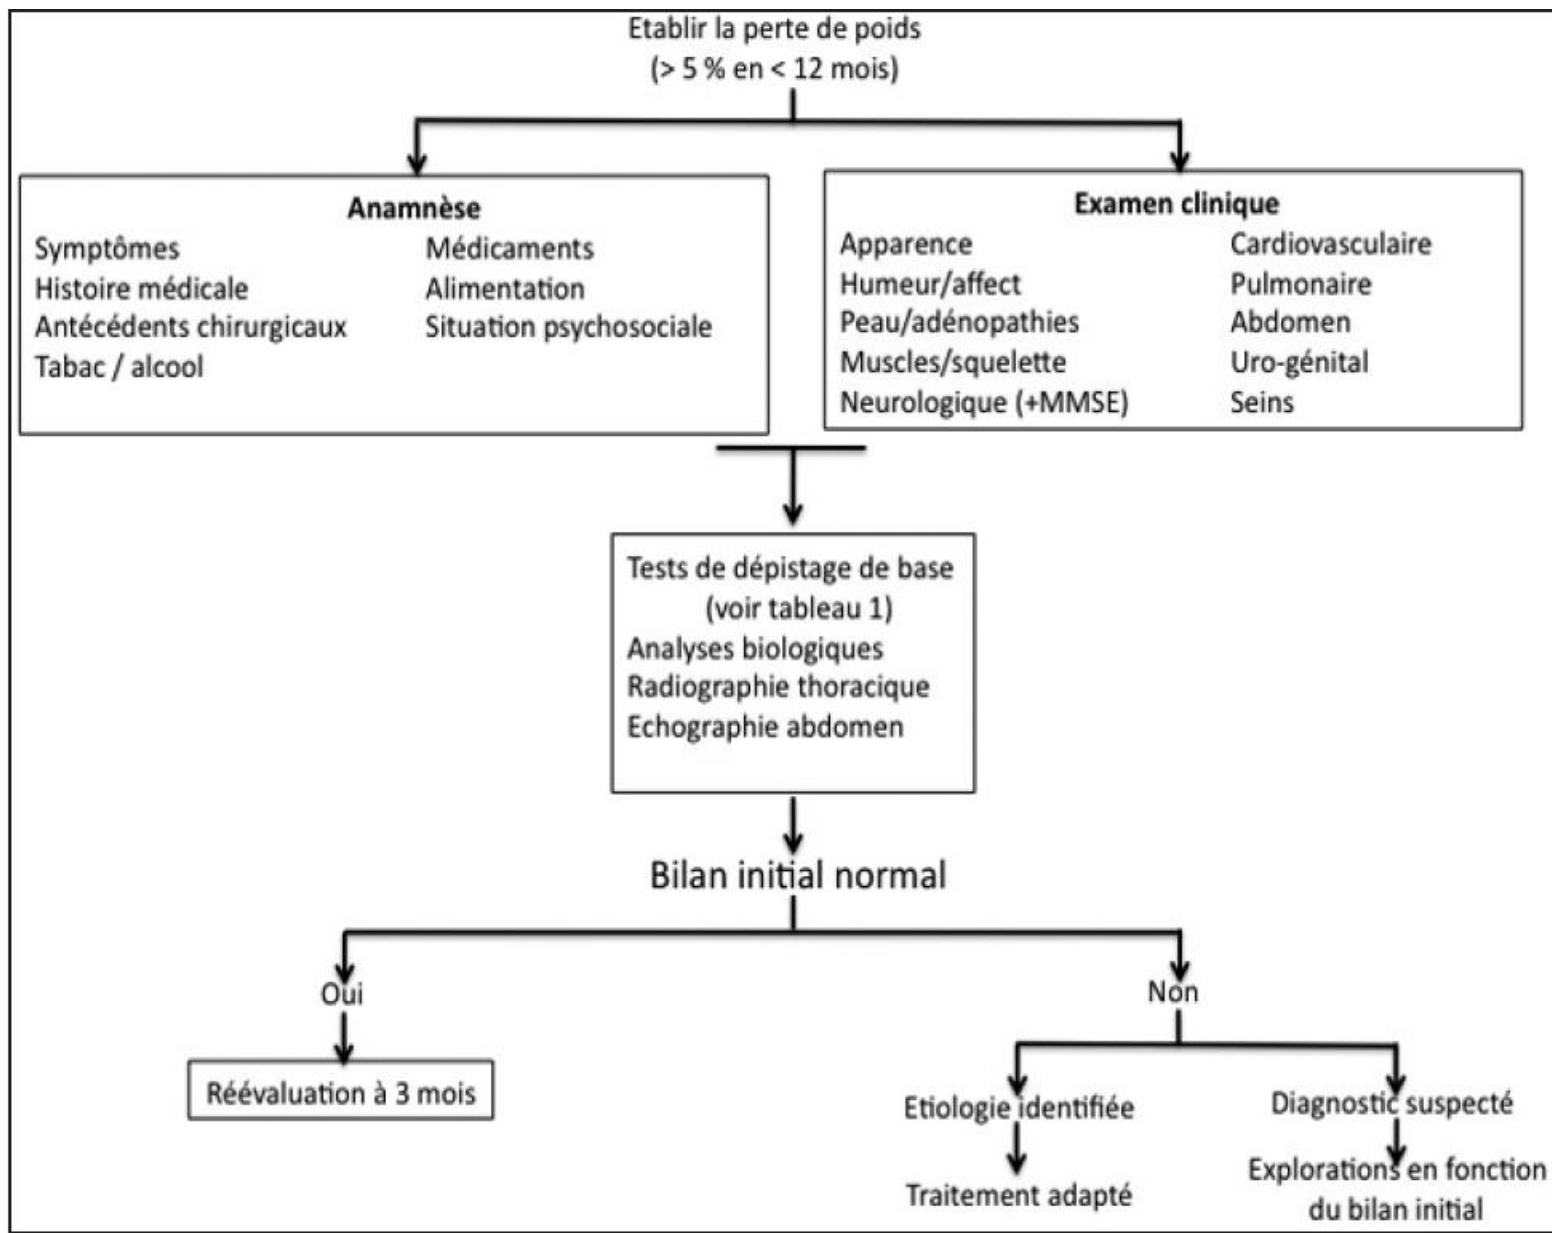 Etablir la perte de poids
(> 5 % en < 12 mois)
Anamnèse
Symptômes
Histoire médicale
Antécédents chirurgicaux
Tabac / alcool
Médicaments
Alimentation
Situation psychosociale
Examen clinique
Apparence
Humeur/affect
Peau/adénopathies
Muscles/squelette
Neurologique (+MMSE)
Cardiovasculaire
Pulmonaire
Abdomen
Uro-génital
Seins
Tests de dépistage de base
(voir tableau 1)
Analyses biologiques
Radiographie thoracique
Echographie abdomen
Bilan initial normal
Oui
Réévaluation à 3 mois
Non
Etiologie identifiée
Traitement adapté
Diagnostic suspecté
Explorations en fonction
du bilan initial